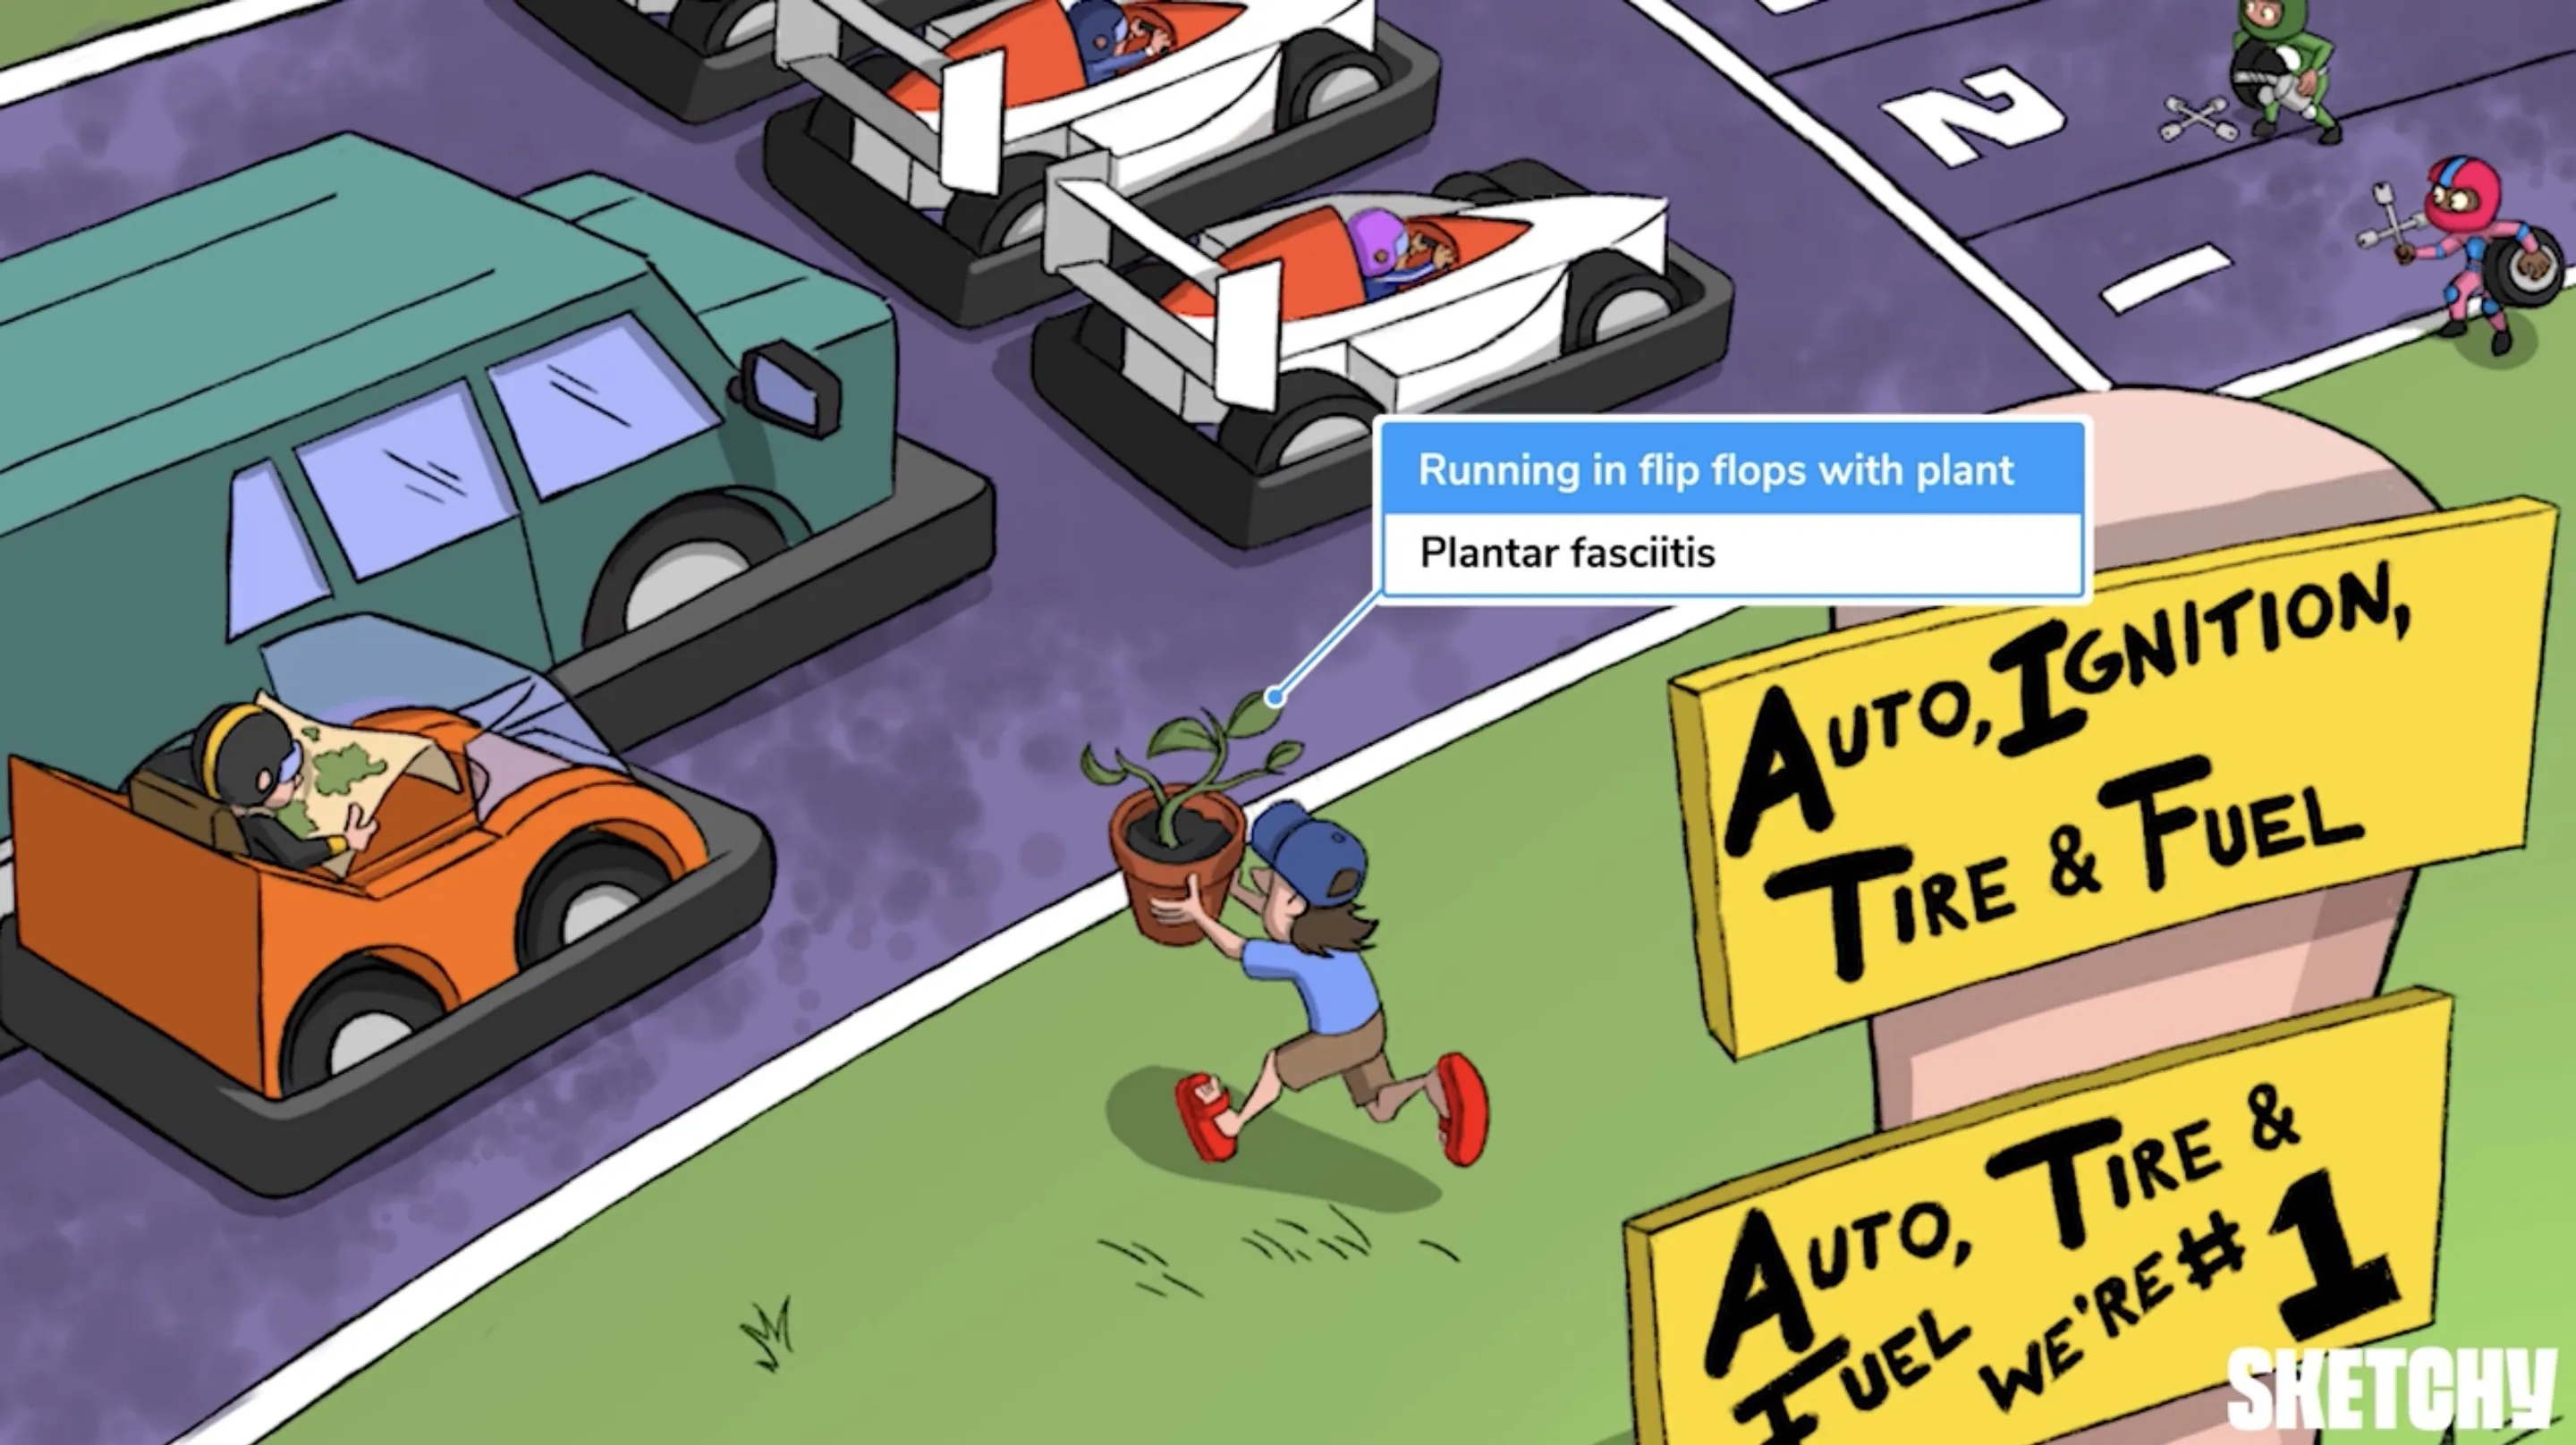 2
1
Running in flip flops with plant
Plantar fasciitis
AUTO, IGNITION,
TIRE & FUEL
AUTO, TIRE &
FUEL WE'RE #1
SKETCHY